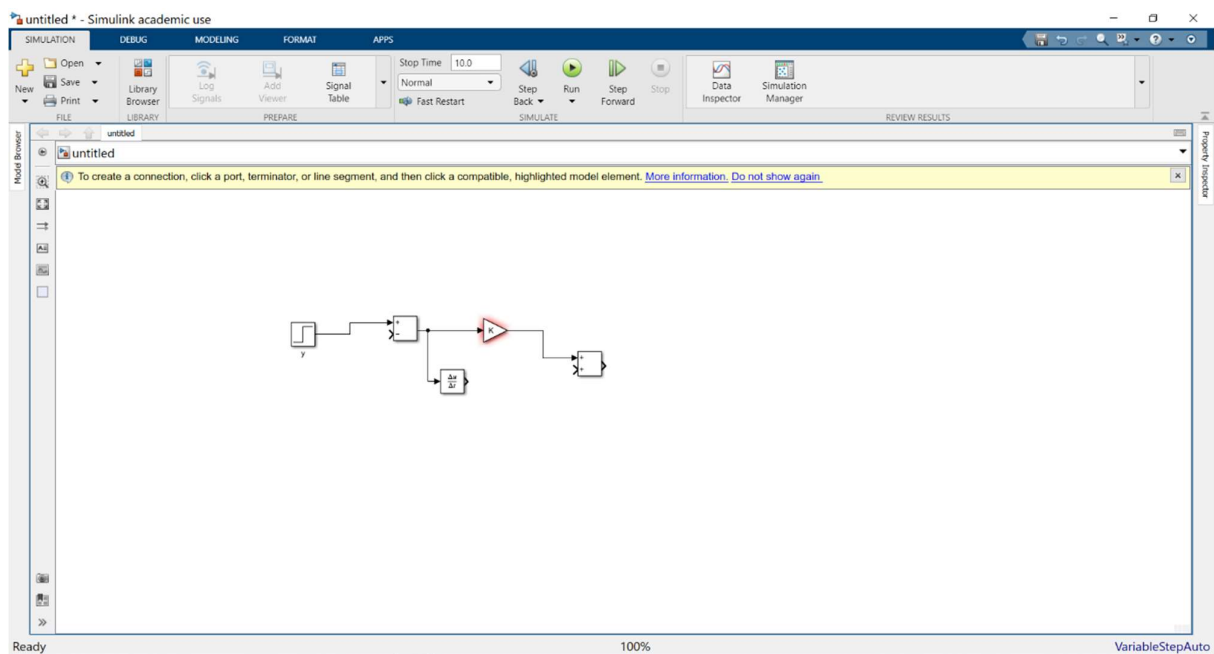 untitled * - Simulink academic use
SIMULATION DEBUG MODELING FORMAT APPS
New
Open
Save
Print
FILE
Library Browser
LIBRARY
Log Signals
Add Viewer
Signal Table
PREPARE
Stop Time 10.0
Normal
Fast Restart
Step Back
Run
Step Forward
Stop
SIMULATE
Data Inspector
Simulation Manager
REVIEW RESULTS
Model Browser
untitled
untitled
Property Inspector
To create a connection, click a port, terminator, or line segment, and then click a compatible, highlighted model element. More information. Do not show again.
y
+
−
K
Δu
Δt
+
+
Ready 100% VariableStepAuto